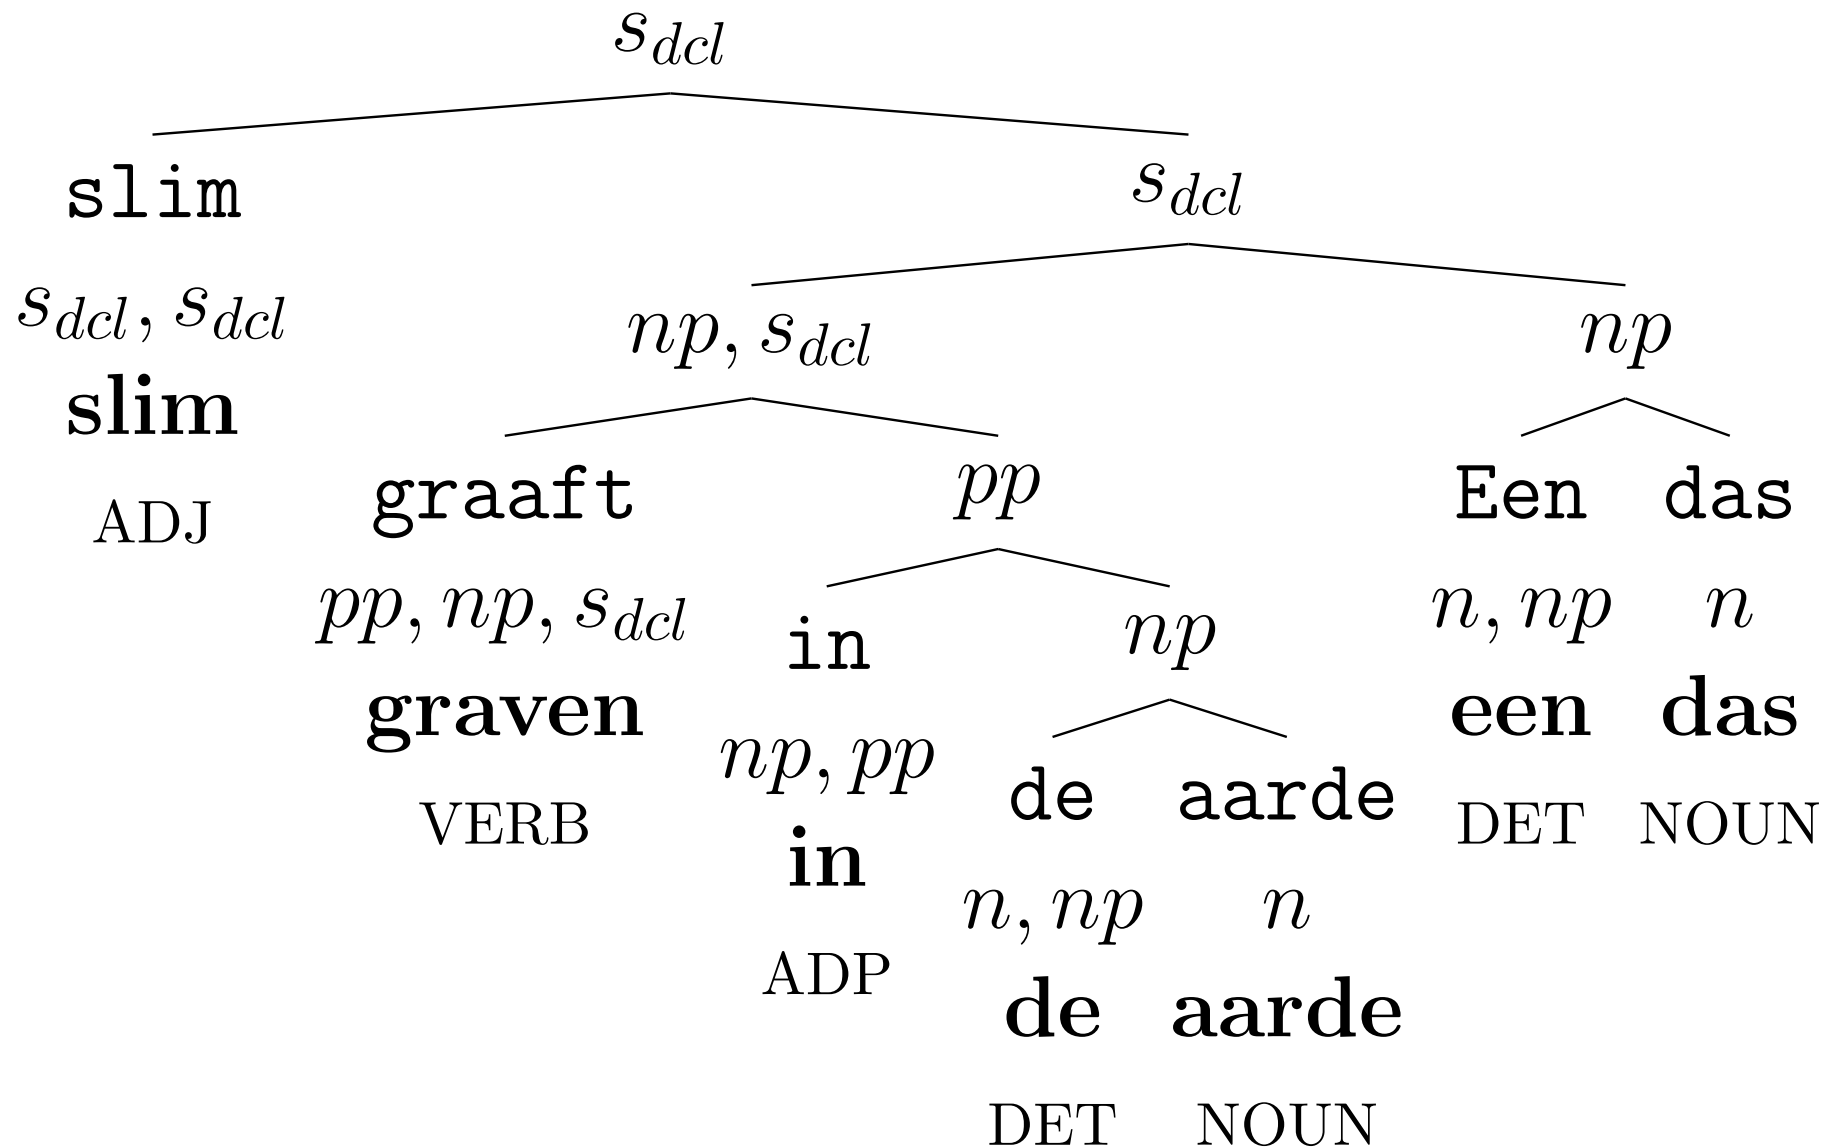 s_dcl
slim s_dcl
s_dcl, s_dcl np, s_dcl np
slim graaft pp Een das
ADJ pp, np, s_dcl in np n, np n
graven np, pp de aarde een das
VERB in n, np n DET NOUN
ADP de aarde
DET NOUN